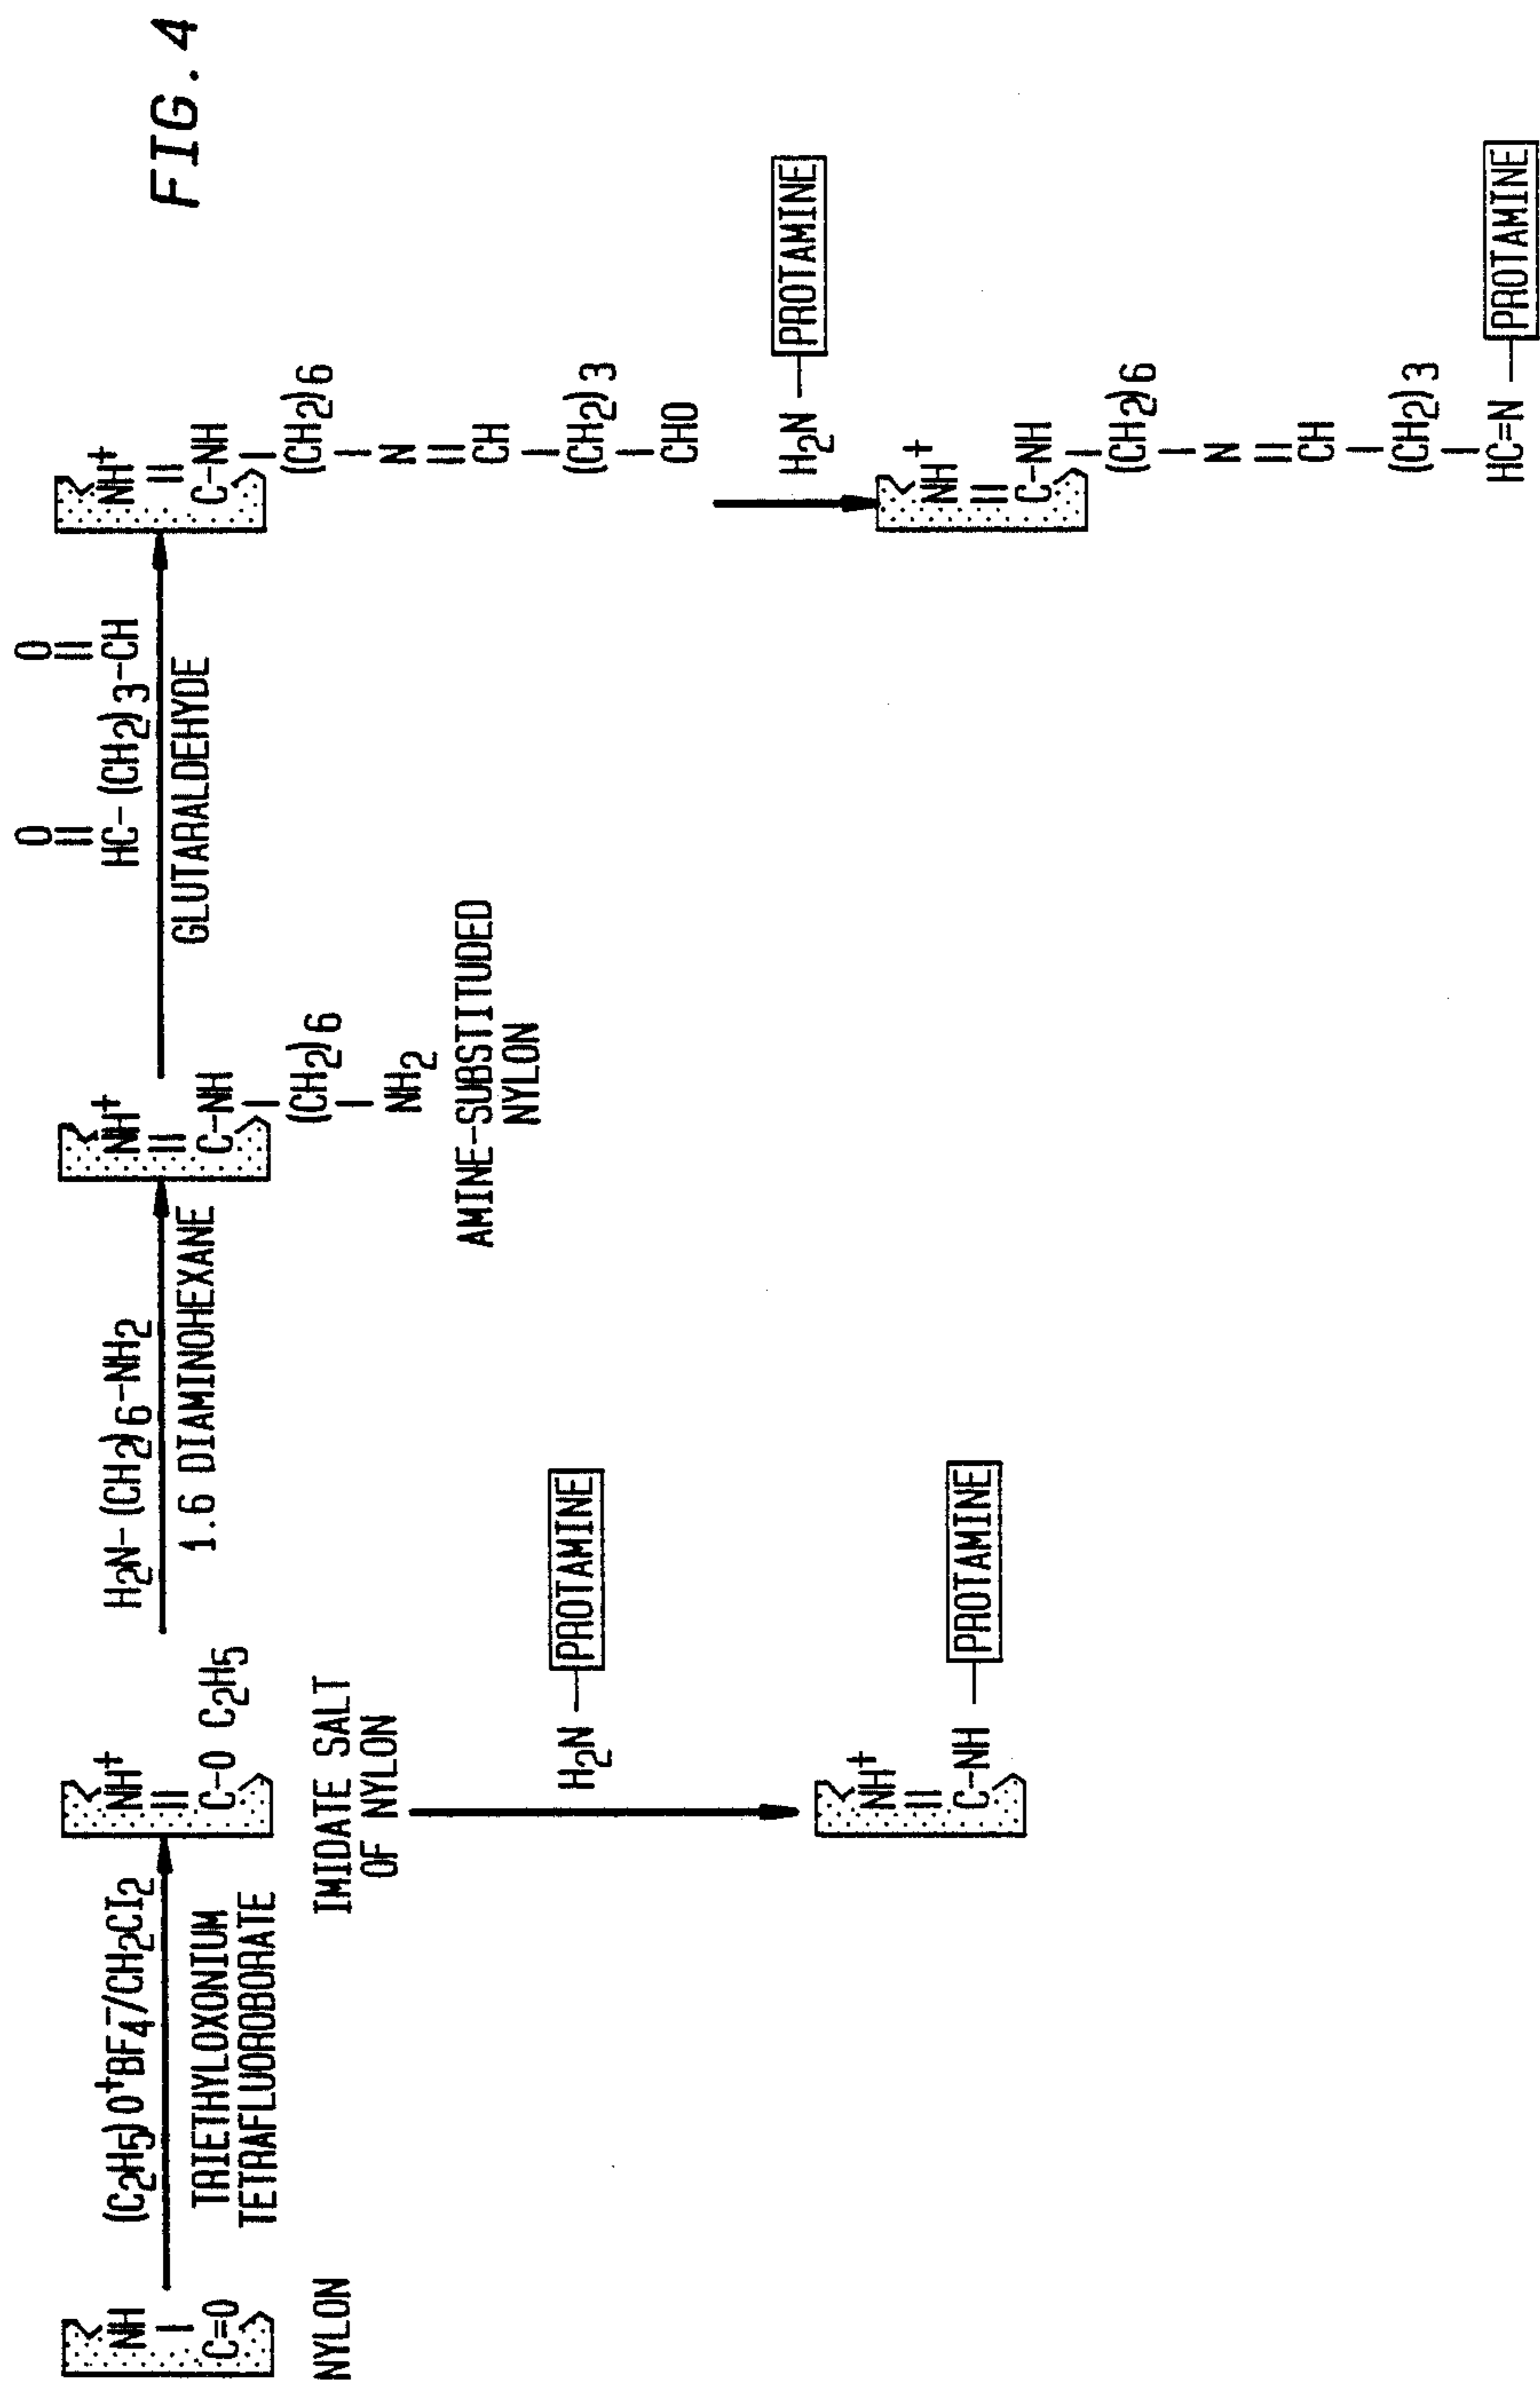 FIG. 4
NH
C=O
NYLON
(C2H5)O+BF4-/CH2Cl2
TRIETHYLOXONIUM
TETRAFLUOROBORATE
NH+
C-O C2H5
IMIDATE SALT
OF NYLON
H2N-(CH2)6-NH2
1.6 DIAMINOHEXANE
NH+
C-NH
(CH2)6
NH2
AMINE-SUBSTITUDED
NYLON
O O
HC-(CH2)3-CH
GLUTARALDEHYDE
NH+
C-NH
(CH2)6
N
CH
(CH2)3
CHO
H2N-PROTAMINE
NH+
C-NH-PROTAMINE
H2N-PROTAMINE
NH+
C-NH
(CH2)6
N
CH
(CH2)3
HC=N-PROTAMINE